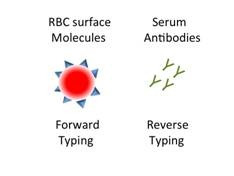 RBC surface
Molecules
Serum
Antibodies
Forward
Typing
Reverse
Typing